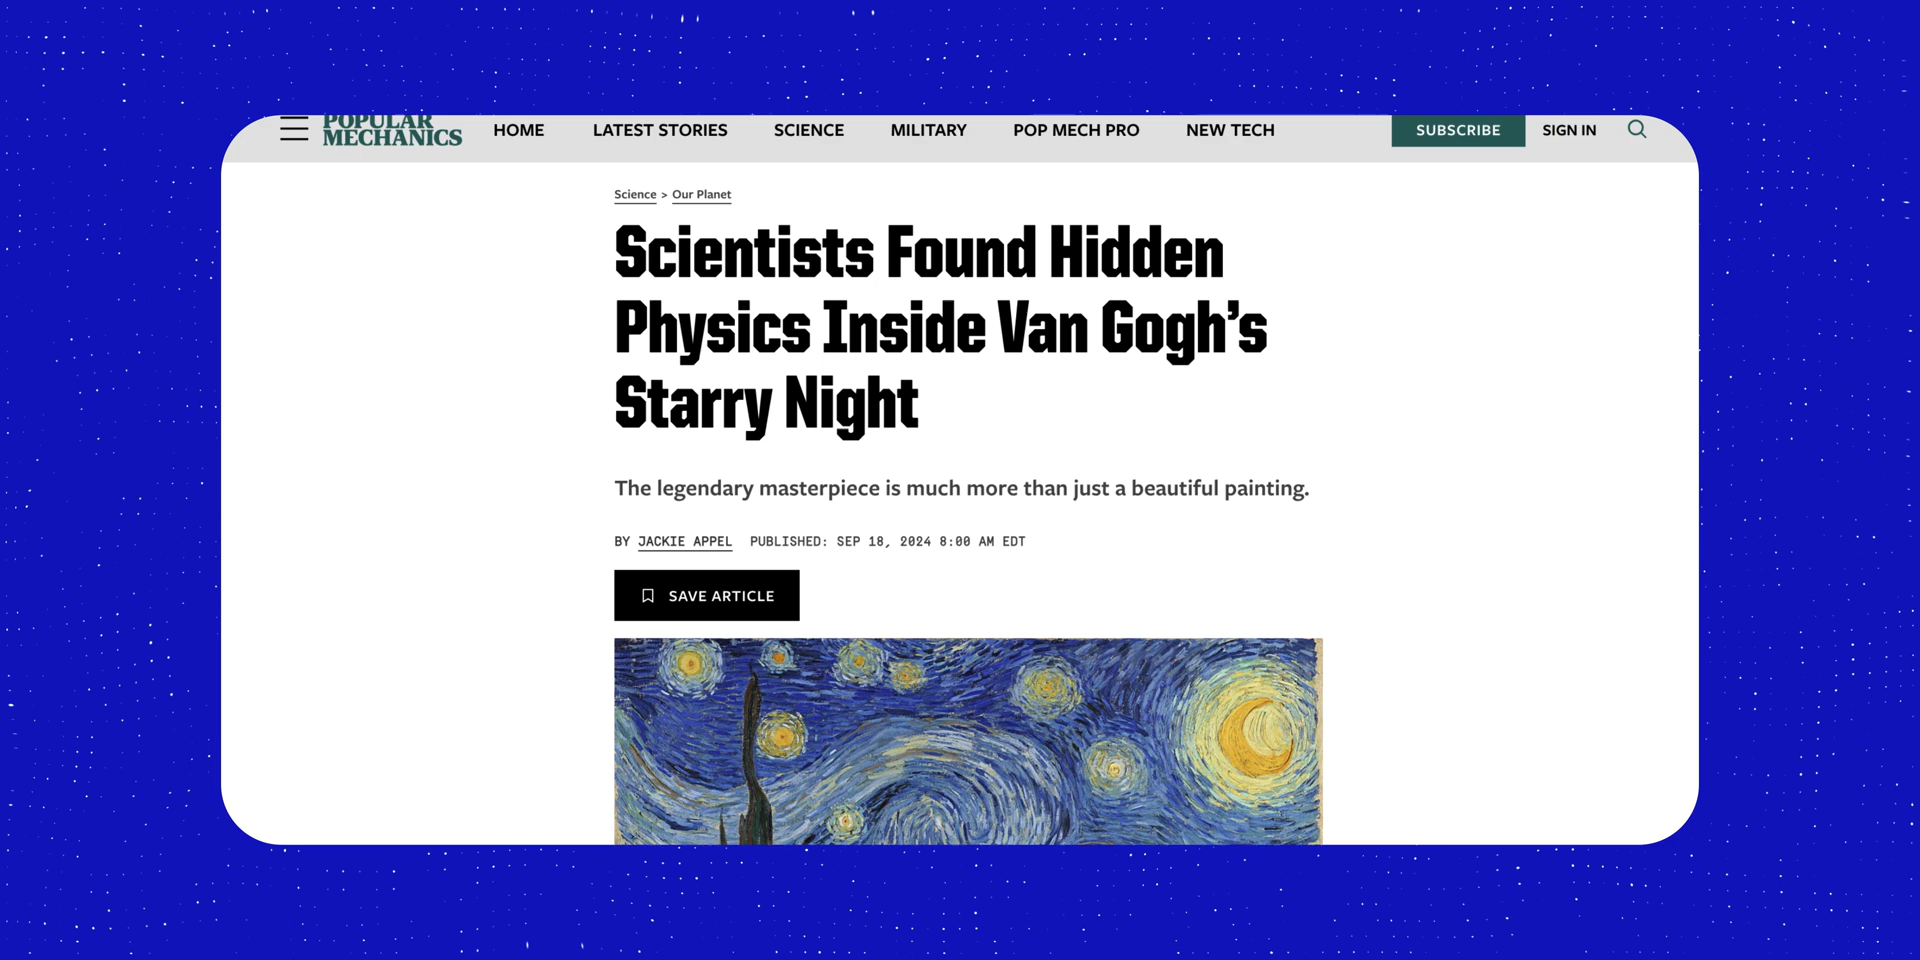 POPULAR
MECHANICS
HOME LATEST STORIES SCIENCE MILITARY POP MECH PRO NEW TECH SUBSCRIBE SIGN IN
Science > Our Planet
Scientists Found Hidden
Physics Inside Van Gogh’s
Starry Night
The legendary masterpiece is much more than just a beautiful painting.
BY JACKIE APPEL PUBLISHED: SEP 18, 2024 8:00 AM EDT
SAVE ARTICLE